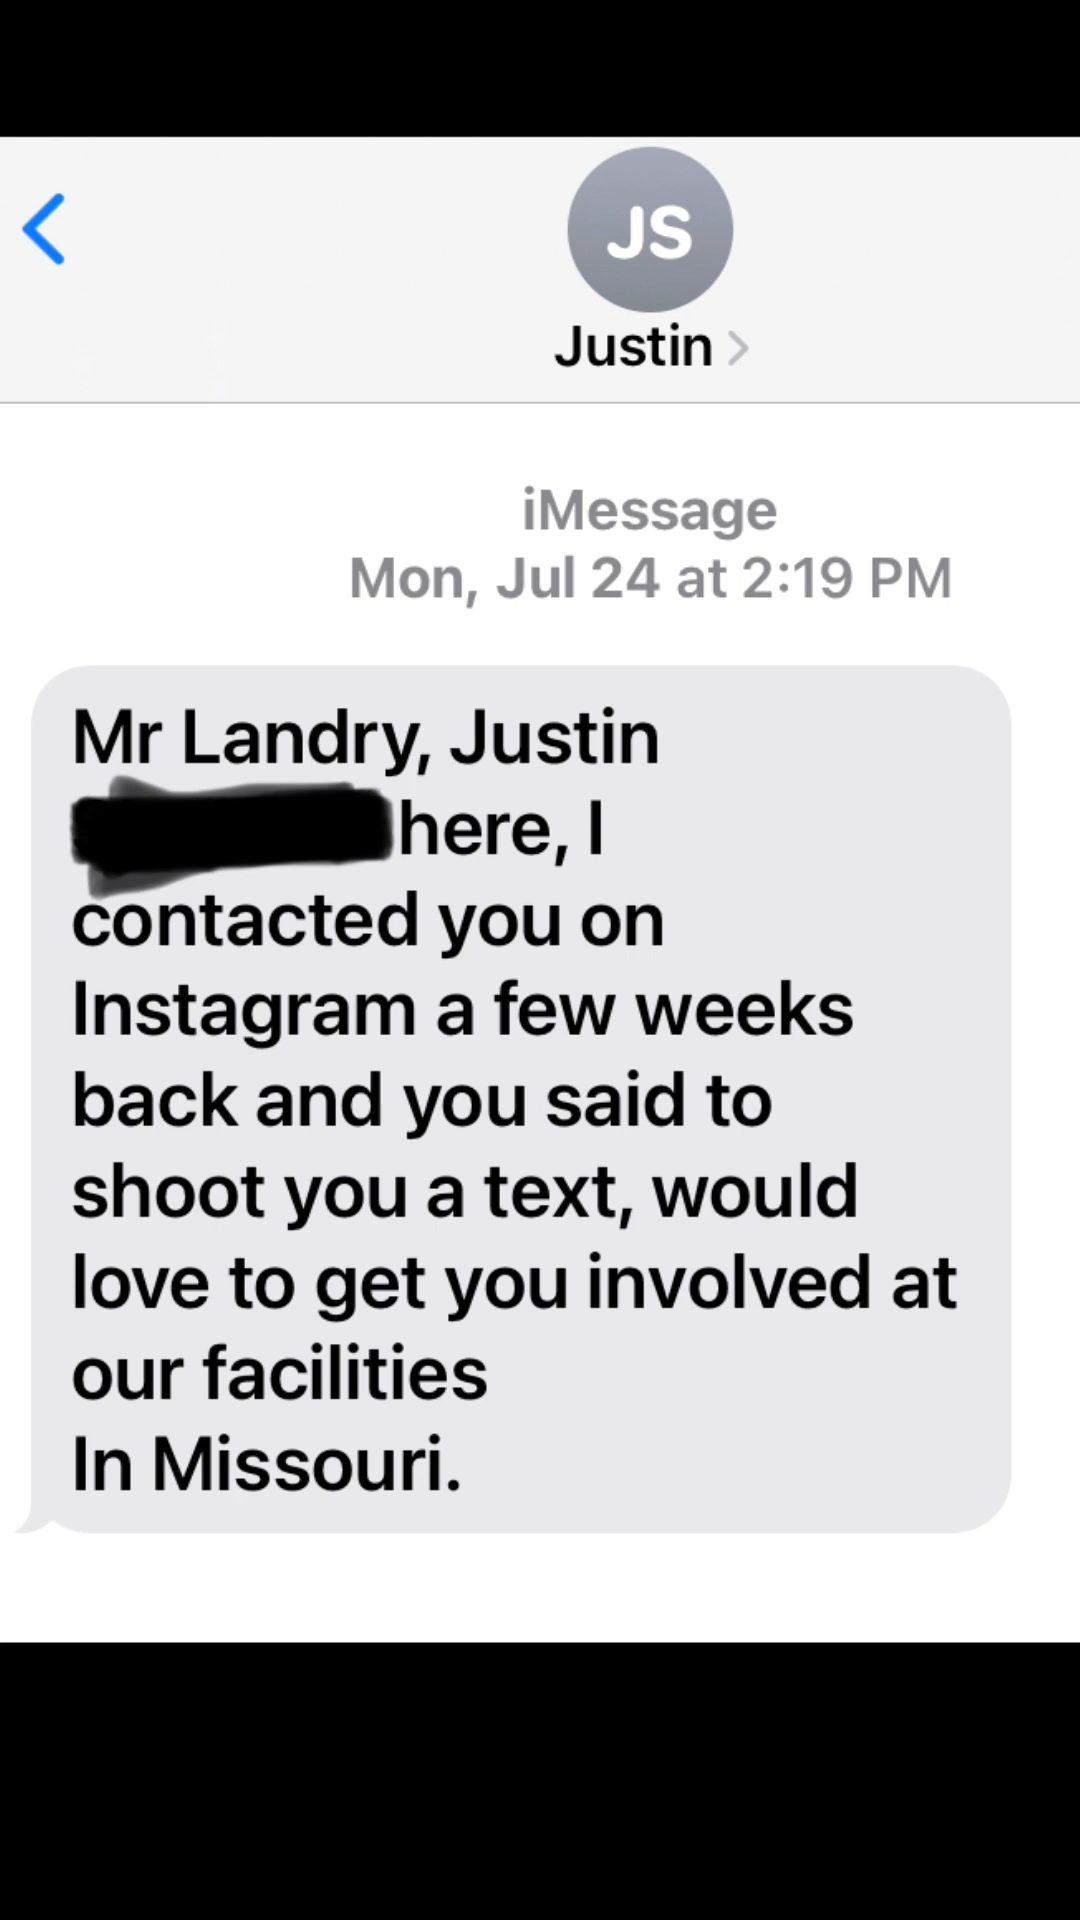 JS
Justin
iMessage
Mon, Jul 24 at 2:19 PM
Mr Landry, Justin
here, I
contacted you on
Instagram a few weeks
back and you said to
shoot you a text, would
love to get you involved at
our facilities
In Missouri.